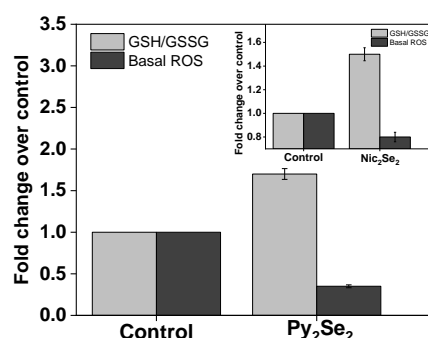 3.5
3.0
2.5
2.0
1.5
1.0
0.5
0.0
Fold change over control
GSH/GSSG
Basal ROS
Control
Py₂Se₂
1.6
1.4
1.2
1.0
0.8
Fold change over control
GSH/GSSG
Basal ROS
Control
Nic₂Se₂